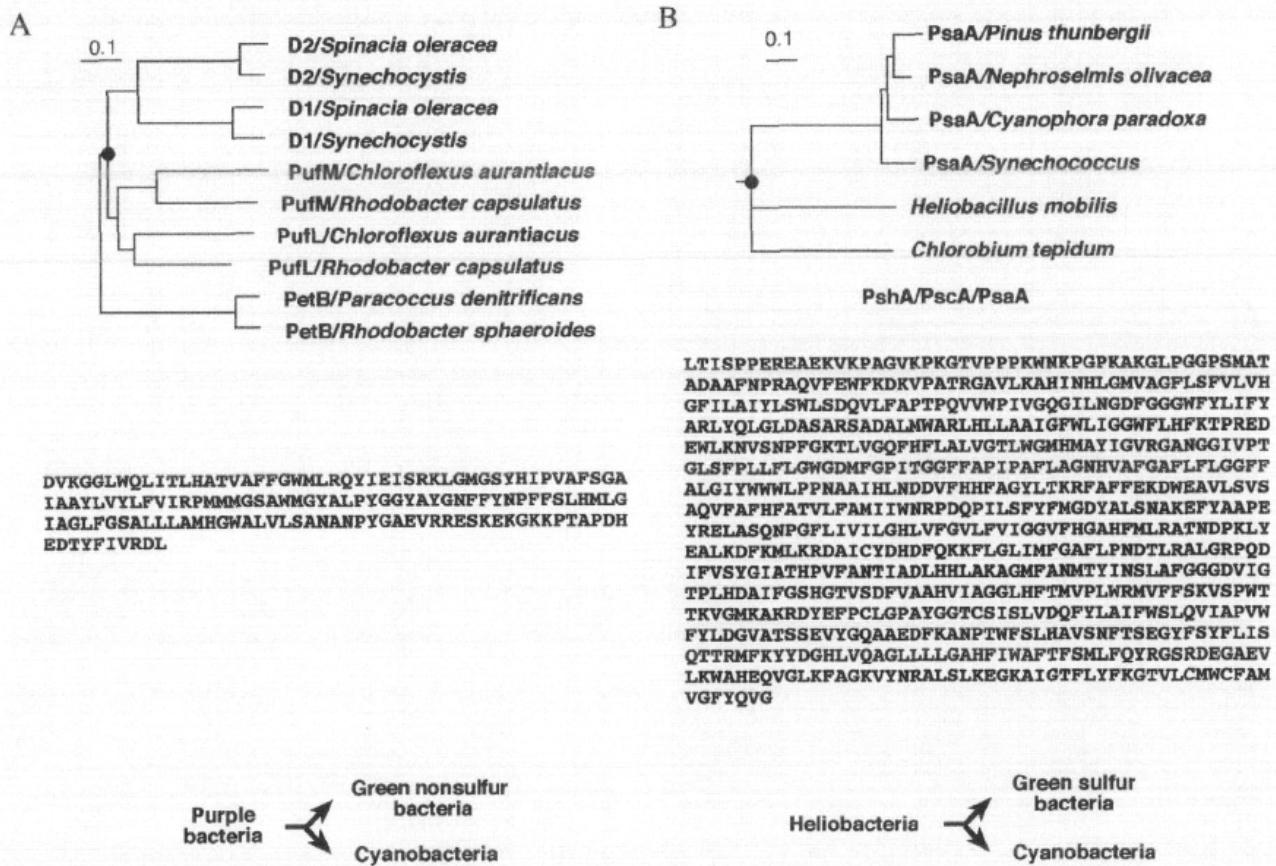 A
0.1
D2/Spinacia oleracea
D2/Synechocystis
D1/Spinacia oleracea
D1/Synechocystis
PufM/Chloroflexus aurantiacus
PufM/Rhodobacter capsulatus
PufL/Chloroflexus aurantiacus
PufL/Rhodobacter capsulatus
PetB/Paracoccus denitrificans
PetB/Rhodobacter sphaeroides
DVKGGLWQLITLHATVAFFGWMLRQYIEISRKLGMGSYHIPVAFSGA
IAAYLVYLFVIRPMMMGSAWMGYALPYGGYAYGNFFYNPFFSLHMLG
IAGLFGSALLLAMHGWALVLSANANPYGAEVRRESKEKGKKPTAPDH
EDTYFIVRDL
Purple
bacteria
Green nonsulfur
bacteria
Cyanobacteria
B
0.1
PsaA/Pinus thunbergii
PsaA/Nephroselmis olivacea
PsaA/Cyanophora paradoxa
PsaA/Synechococcus
Heliobacillus mobilis
Chlorobium tepidum
PshA/PscA/PsaA
LTISPPEREAEKVKPAGVKPKGTVPPPKWNKPGPKAKGLPGGPSMAT
ADAAFNPRAQVFEWFKDKVPATRGAVLKAHINHLGMVAGFLSFVLVH
GFILAIYLSWLSDQVLFAPTPQVVWPIVGQGILNGDFGGGWFYLIFY
ARLYQLGLDASARSADALMWARLHLLAAIGFWLIGGWFLHFKTPRED
EWLKNVSNPFGKTLVGQFHFLALVGTLWGMHMAYIGVRGANGGIVPT
GLSFPLLFLGWGDMFGPITGGFFAPIPAFLAGNHVAFGAFLFLGGFF
ALGIYWWWLPPNAAIHLNDDVFHHFAGYLTKRFAFFEKDWEAVLSVS
AQVFAFHFATVLFAMIIWNRPDQPILSFYFMGDYALSNAKEFYAAPE
YRELASQNPGFLIVILGHLVFGVLFVIGGVFHGAHFMLRATNDPKLY
EALKDFKMLKRDAICYDHDFQKKFLGLIMFGAFLPNDTLRALGRPQD
IFVSYGIATHPVFANTIADLHHLAKAGMFANMTYINSLAFGGGDVIG
TPLHDAIFGSHGTVSDFVAAHVIAGGLHFTMVPLWRMVFFSKVSPWT
TKVGMKAKRDYEFPCLGPAYGGTCSISLVDQFYLAIFWSLQVIAPVW
FYLDGVATSSEVYGQAAEDFKANPTWFSLHAVSNFTSEGYFSYFLIS
QTTRMFKYYDGHLVQAGLLLLGAHFIWAFTFSMLFQYRGSRDEGAEV
LKWAHEQVGLKFAGKVYNRALSLKEGKAIGTFLYFKGTVLCMWCFAM
VGFYQVG
Heliobacteria
Green sulfur
bacteria
Cyanobacteria